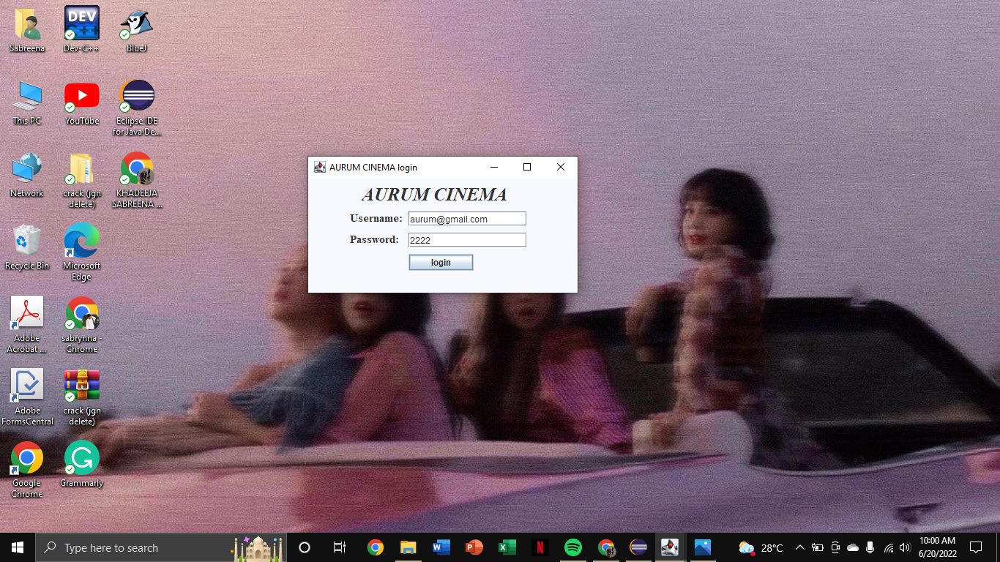 Sabreena
DEV
C++
Dev-C++
BlueJ
This PC
YouTube
Eclipse IDE
for Java De...
Network
crack (jgn
delete)
KHADEEJA
SABREENA ...
Recycle Bin
Microsoft
Edge
Adobe
Acrobat ...
sabrynna -
Chrome
Adobe
FormsCentral
crack (jgn
delete)
Google
Chrome
Grammarly
AURUM CINEMA login
AURUM CINEMA
Username: aurum@gmail.com
Password: 2222
login
Type here to search
28°C
10:00 AM
6/20/2022